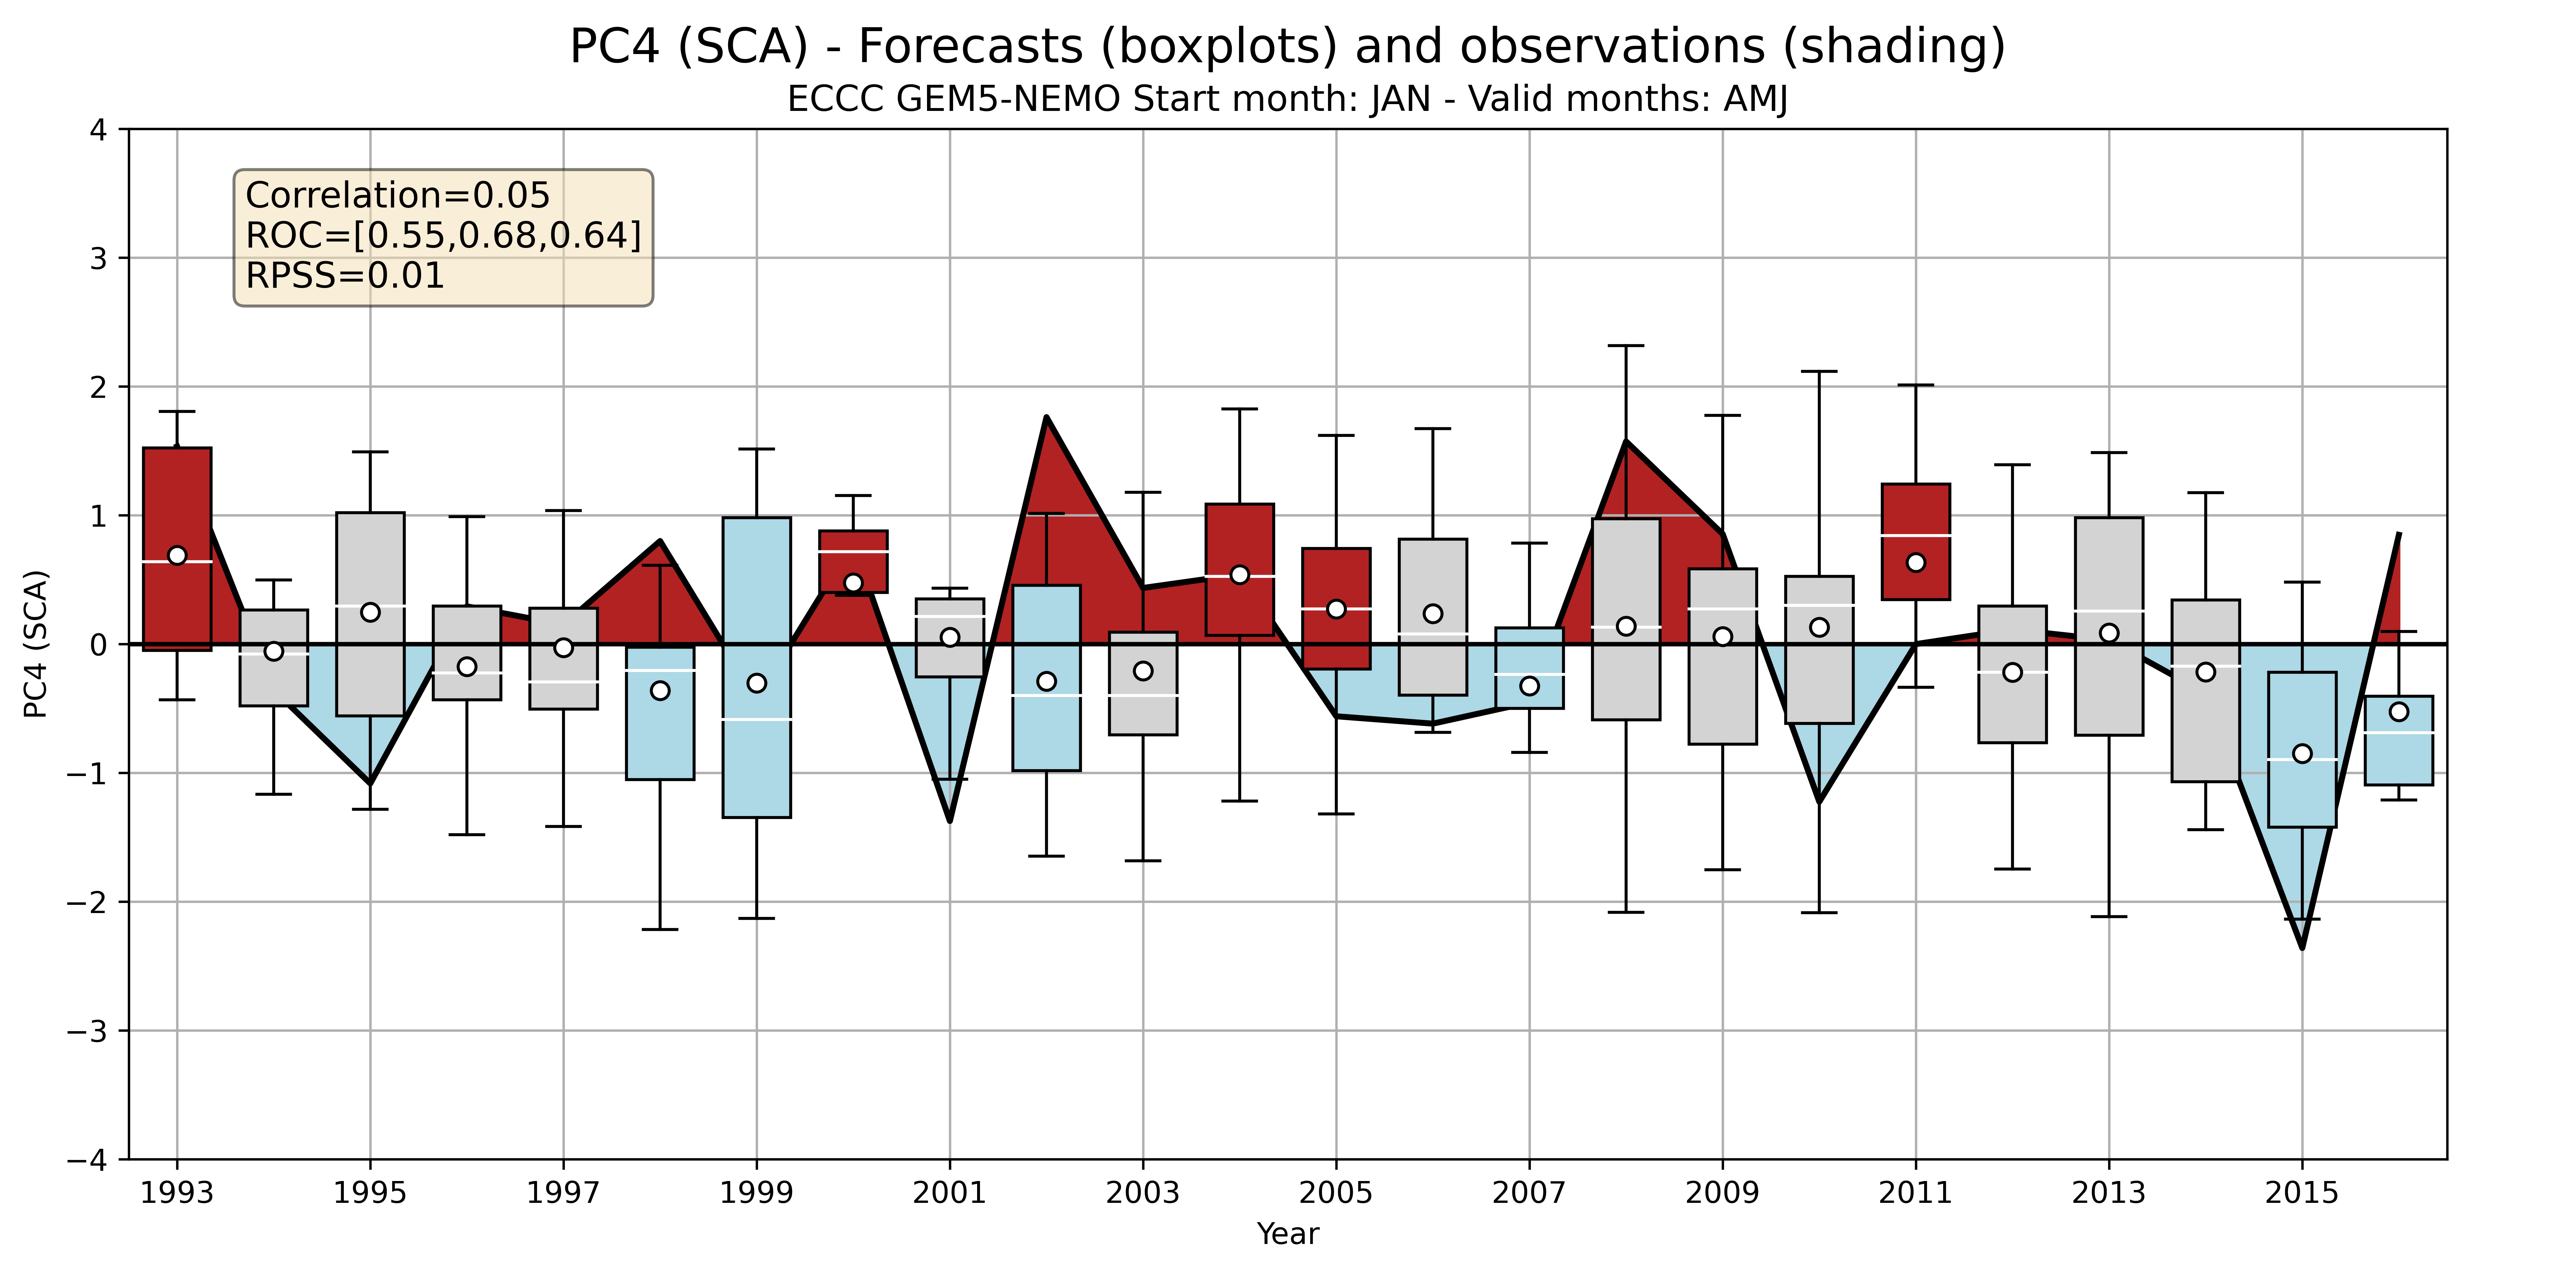 PC4 (SCA) - Forecasts (boxplots) and observations (shading)
ECCC GEM5-NEMO Start month: JAN - Valid months: AMJ
Correlation=0.05
ROC=[0.55,0.68,0.64]
RPSS=0.01
PC4 (SCA)
4
3
2
1
0
−1
−2
−3
−4
1993 1995 1997 1999 2001 2003 2005 2007 2009 2011 2013 2015
Year